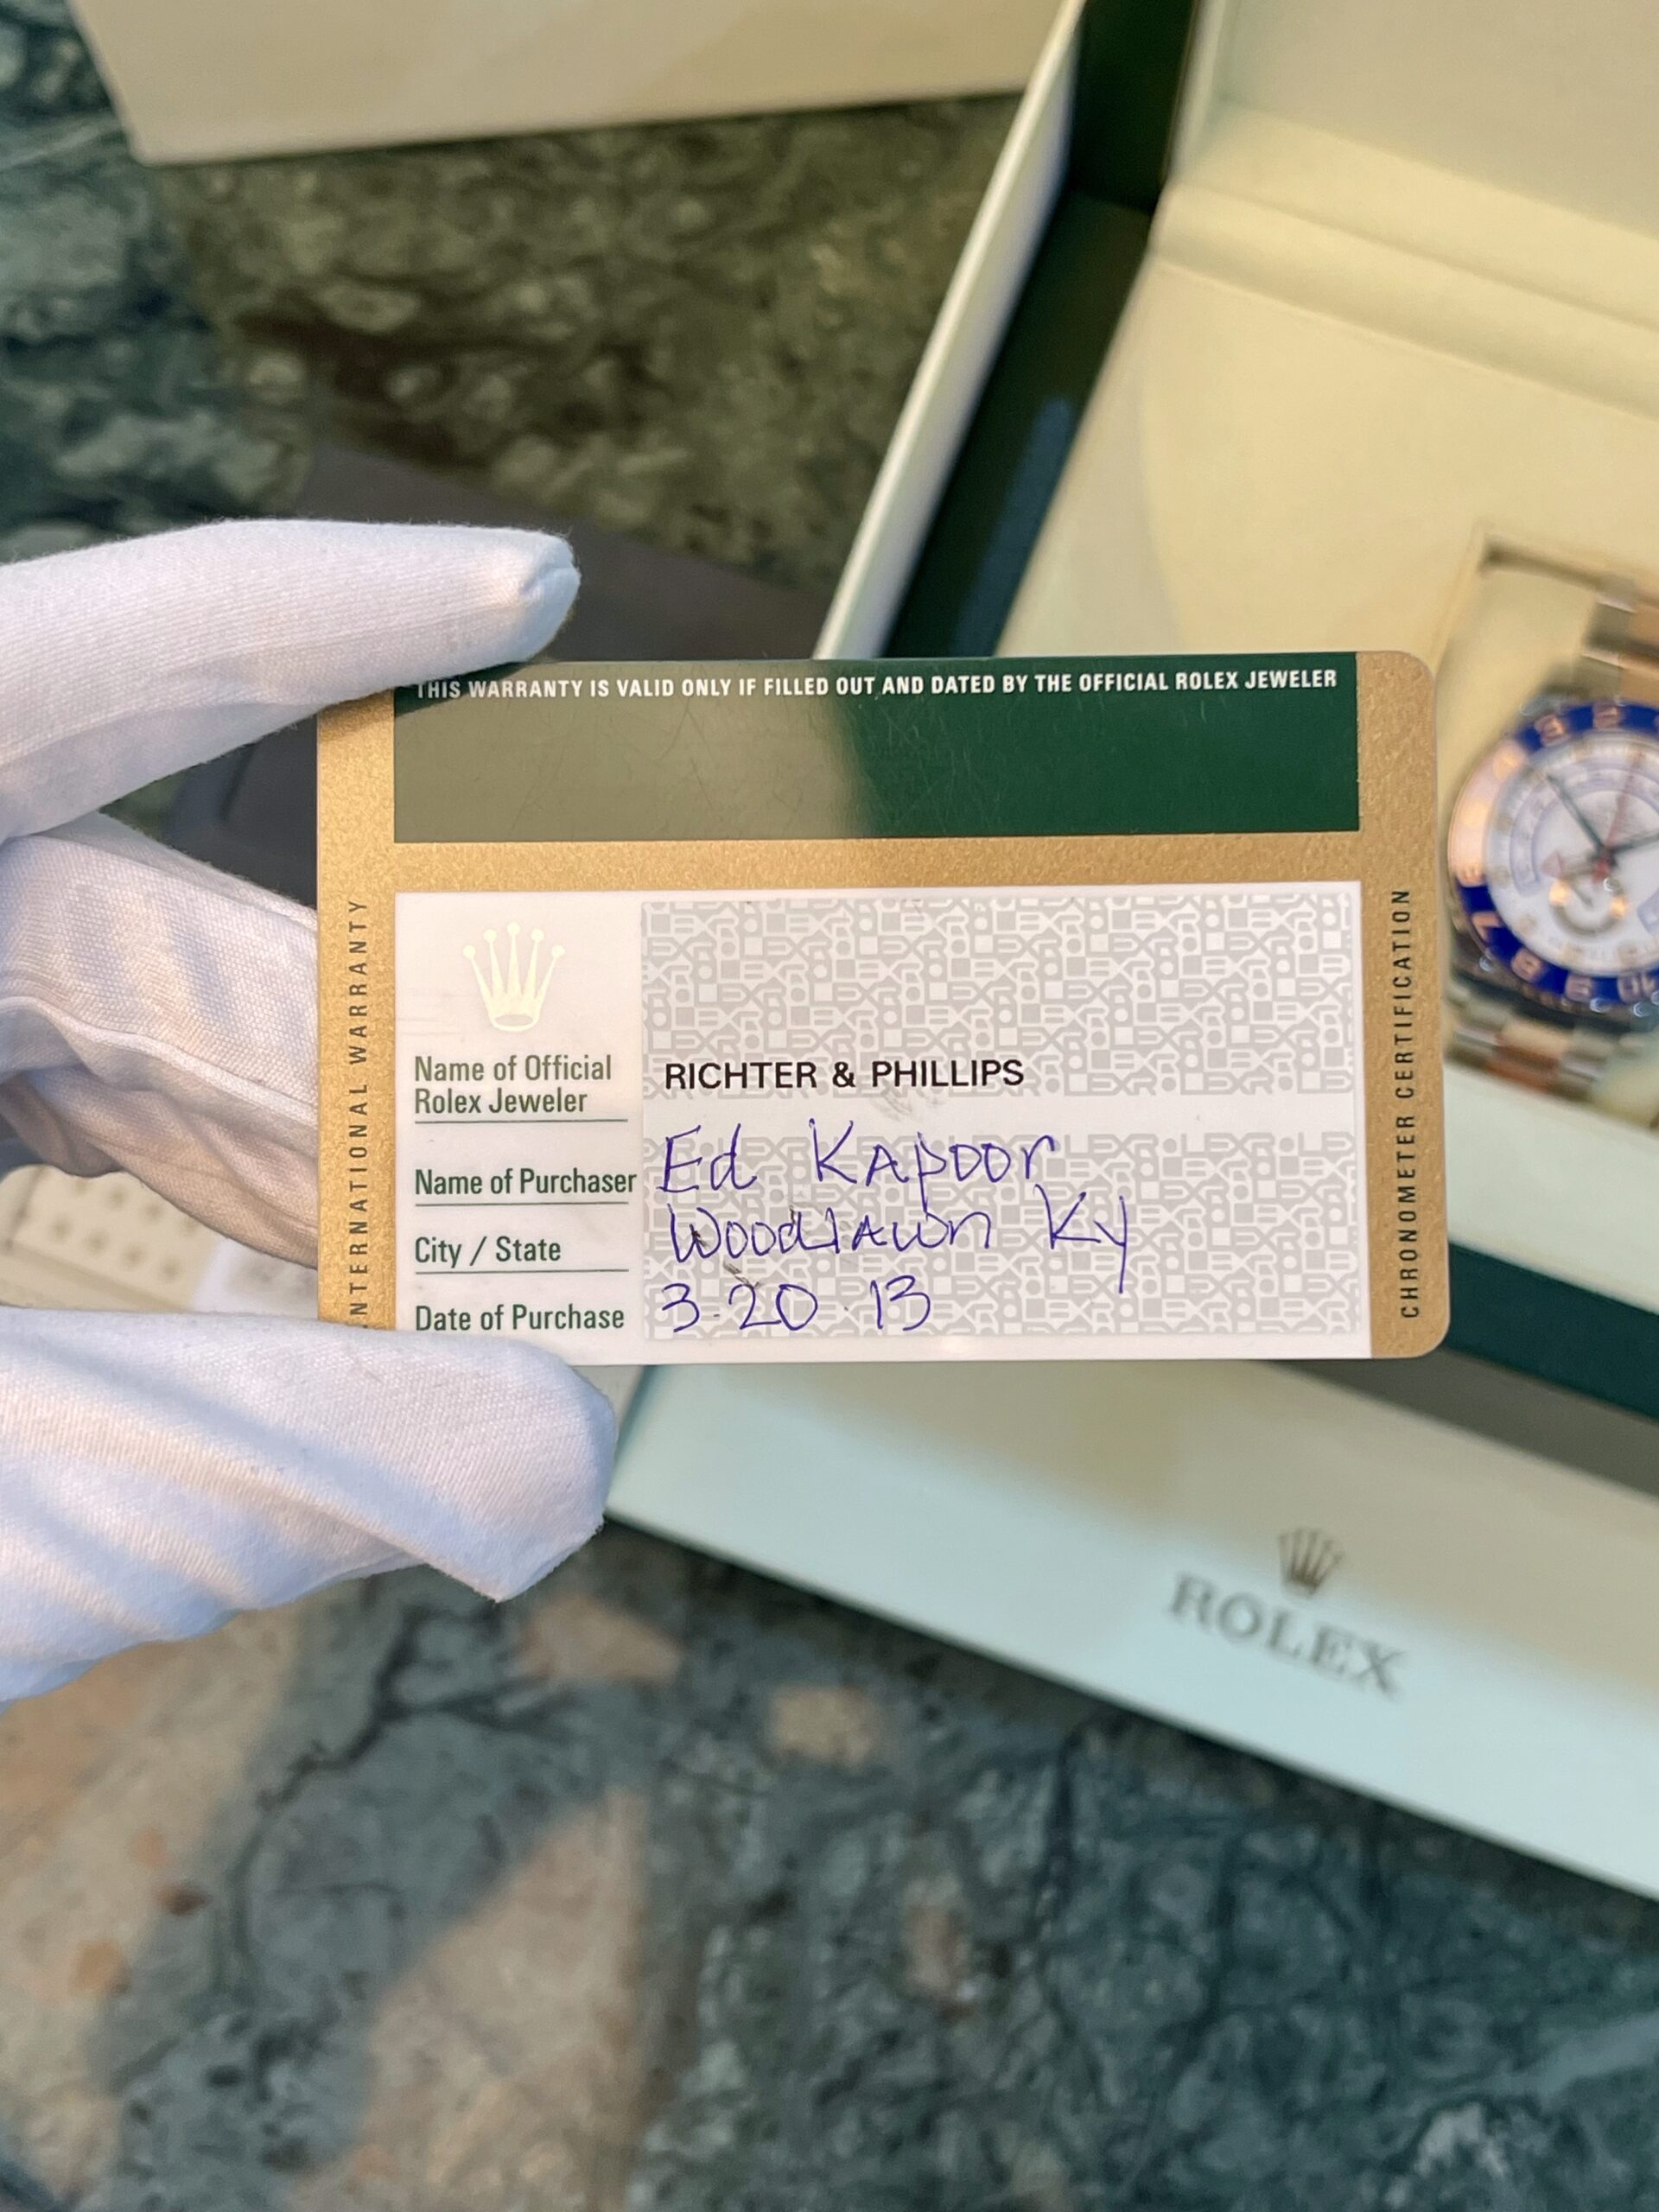 THIS WARRANTY IS VALID ONLY IF FILLED OUT AND DATED BY THE OFFICIAL ROLEX JEWELER
INTERNATIONAL WARRANTY
CHRONOMETER CERTIFICATION
Name of Official
Rolex Jeweler
RICHTER & PHILLIPS
Name of Purchaser
Ed Kapoor
City / State
Woodlawn Ky
Date of Purchase
3.20.13
ROLEX